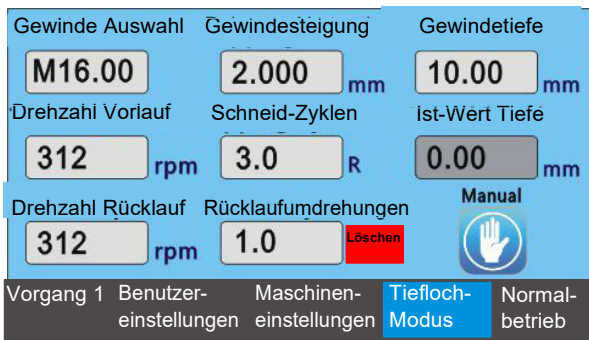 Gewinde Auswahl Gewindesteigung Gewindetiefe
M16.00 2.000 mm 10.00 mm
Drehzahl Vorlauf Schneid-Zyklen Ist-Wert Tiefe
312 rpm 3.0 R 0.00 mm
Drehzahl Rücklauf Rücklaufumdrehungen Manual
312 rpm 1.0 Löschen
Vorgang 1 Benutzer- Maschinen- Tiefloch- Normal-
einstellungen einstellungen Modus betrieb